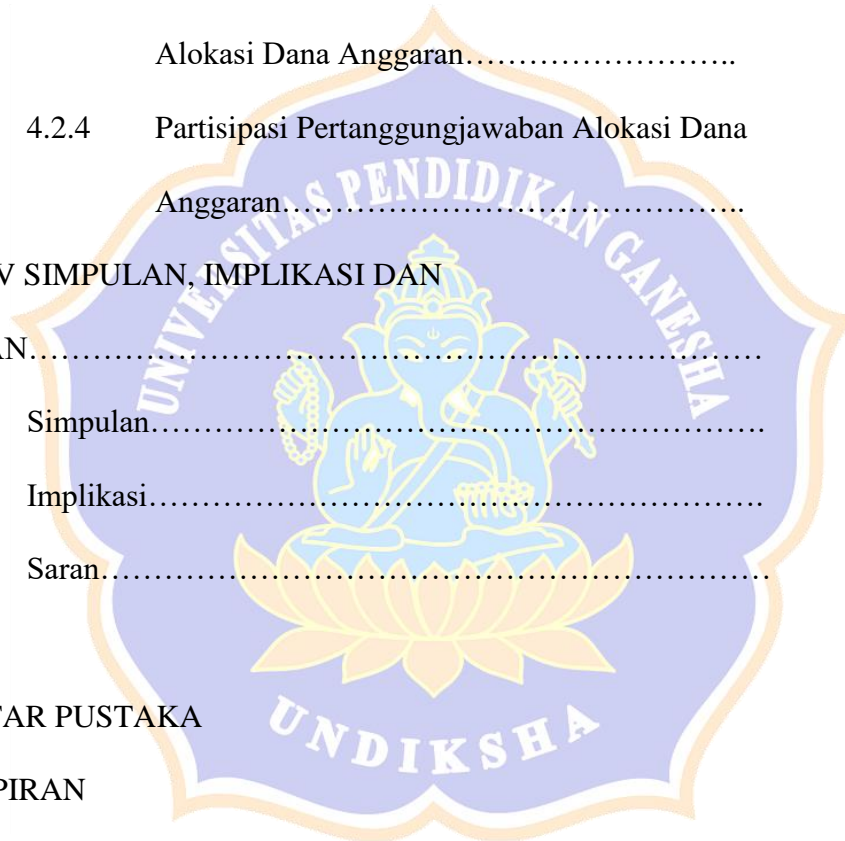 Alokasi Dana Anggaran……………………..
4.2.4 Partisipasi Pertanggungjawaban Alokasi Dana
Anggaran……………………………………….
V SIMPULAN, IMPLIKASI DAN
AN………………………………………………………………
Simpulan…………………………………………………….
Implikasi…………………………………………………….
Saran…………………………………………………………
TAR PUSTAKA
PIRAN
UNIVERSITAS PENDIDIKAN GANESHA
UNDIKSHA